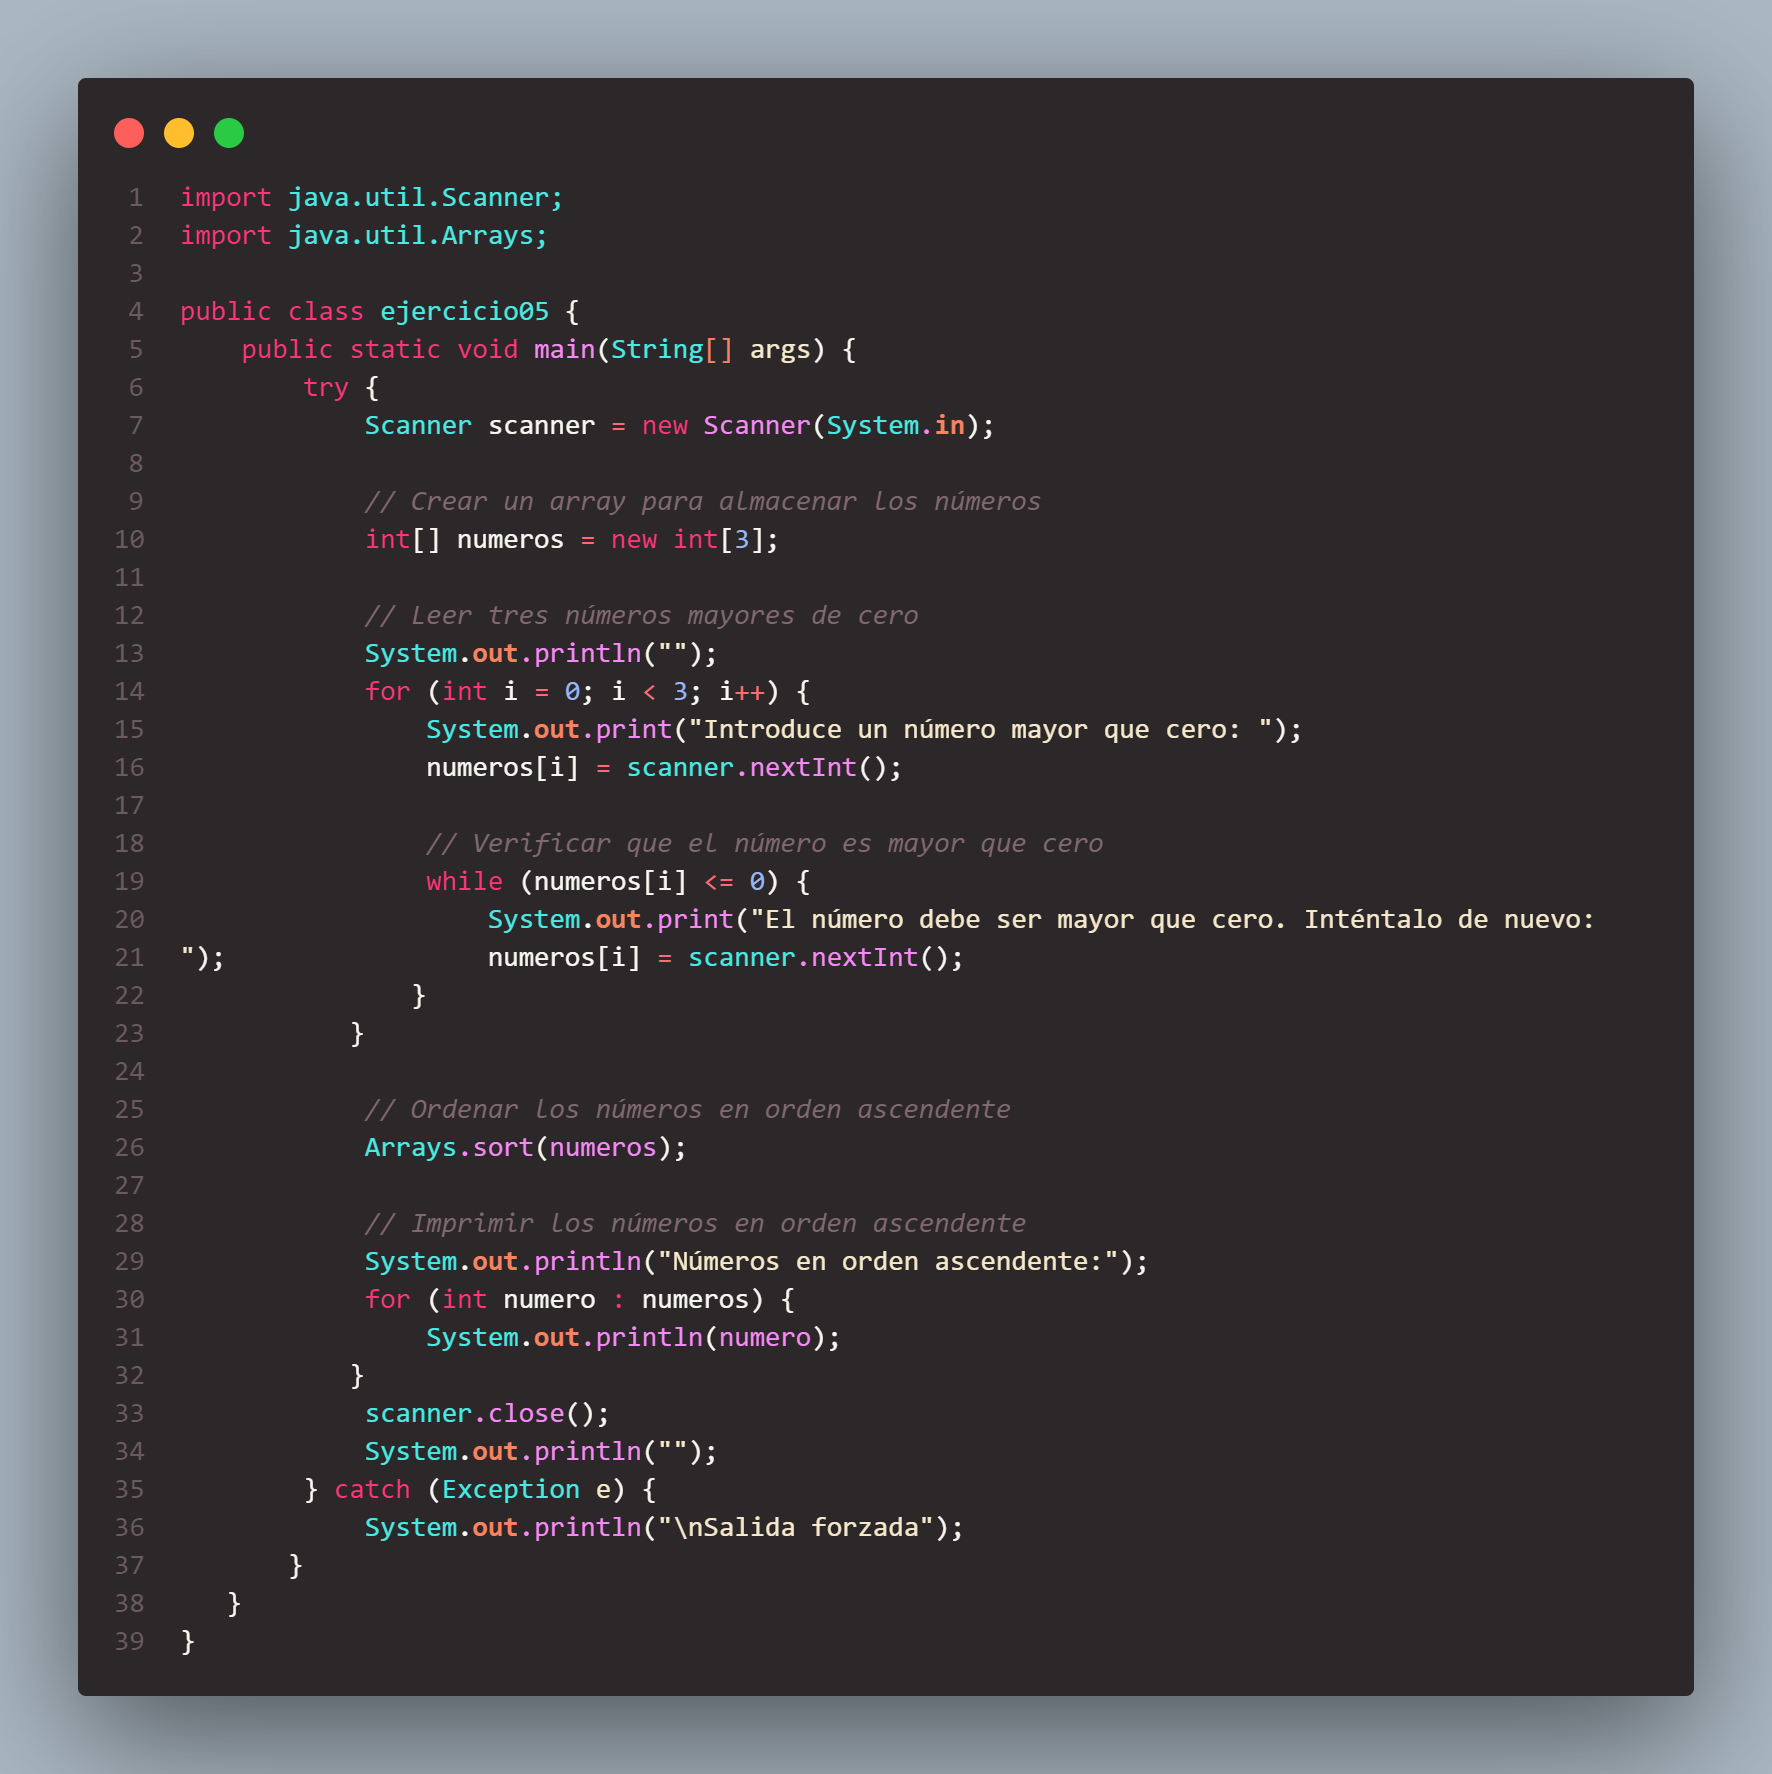 1 import java.util.Scanner;
2 import java.util.Arrays;
3
4 public class ejercicio05 {
5     public static void main(String[] args) {
6         try {
7             Scanner scanner = new Scanner(System.in);
8
9             // Crear un array para almacenar los números
10             int[] numeros = new int[3];
11
12             // Leer tres números mayores de cero
13             System.out.println("");
14             for (int i = 0; i < 3; i++) {
15                 System.out.print("Introduce un número mayor que cero: ");
16                 numeros[i] = scanner.nextInt();
17
18                 // Verificar que el número es mayor que cero
19                 while (numeros[i] <= 0) {
20                     System.out.print("El número debe ser mayor que cero. Inténtalo de nuevo:
21 ");                 numeros[i] = scanner.nextInt();
22                }
23            }
24
25             // Ordenar los números en orden ascendente
26             Arrays.sort(numeros);
27
28             // Imprimir los números en orden ascendente
29             System.out.println("Números en orden ascendente:");
30             for (int numero : numeros) {
31                 System.out.println(numero);
32            }
33             scanner.close();
34             System.out.println("");
35         } catch (Exception e) {
36             System.out.println("\nSalida forzada");
37        }
38    }
39 }